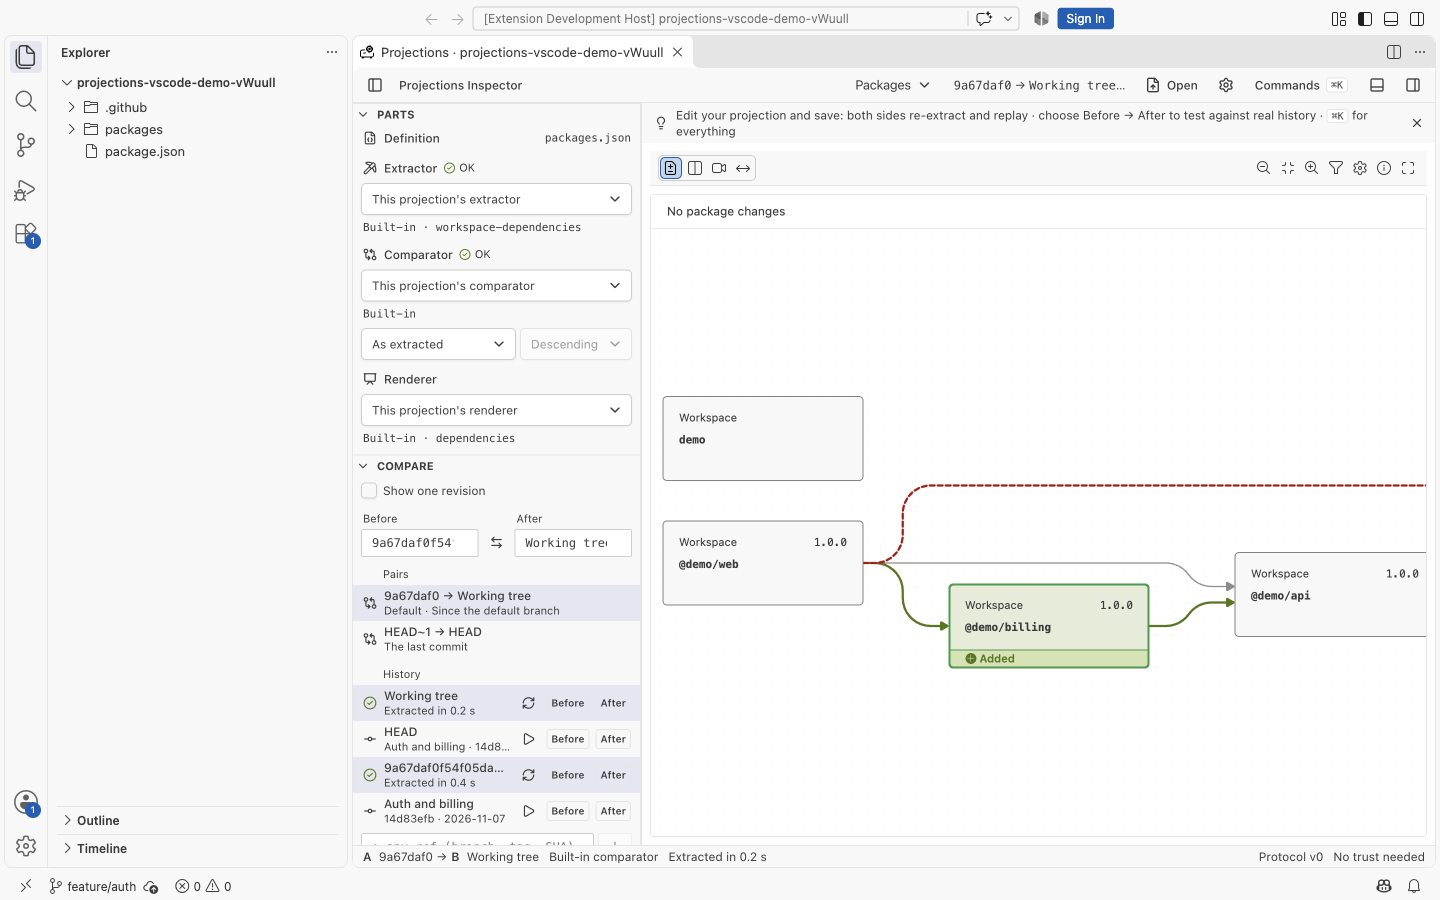 [Extension Development Host] projections-vscode-demo-vWuull
Sign In
Explorer
projections-vscode-demo-vWuull
.github
packages
package.json
1
1
Outline
Timeline
Projections · projections-vscode-demo-vWuull
Projections Inspector
Packages
9a67daf0 → Working tree...
Open
Commands ⌘K
PARTS
Definition packages.json
Extractor OK
This projection's extractor
Built-in · workspace-dependencies
Comparator OK
This projection's comparator
Built-in
As extracted
Descending
Renderer
This projection's renderer
Built-in · dependencies
COMPARE
Show one revision
Before
After
9a67daf0f54
Working tre
Pairs
9a67daf0 → Working tree
Default · Since the default branch
HEAD~1 → HEAD
The last commit
History
Working tree
Extracted in 0.2 s
Before After
HEAD
Auth and billing · 14d8...
Before After
9a67daf0f54f05da...
Extracted in 0.4 s
Before After
Auth and billing
14d83efb · 2026-11-07
Before After
Edit your projection and save: both sides re-extract and replay · choose Before → After to test against real history · ⌘K for
everything
No package changes
Workspace
demo
Workspace 1.0.0
@demo/web
Workspace 1.0.0
@demo/billing
Added
Workspace 1.0.0
@demo/api
A 9a67daf0 → B Working tree Built-in comparator Extracted in 0.2 s
Protocol v0 No trust needed
feature/auth
0
0